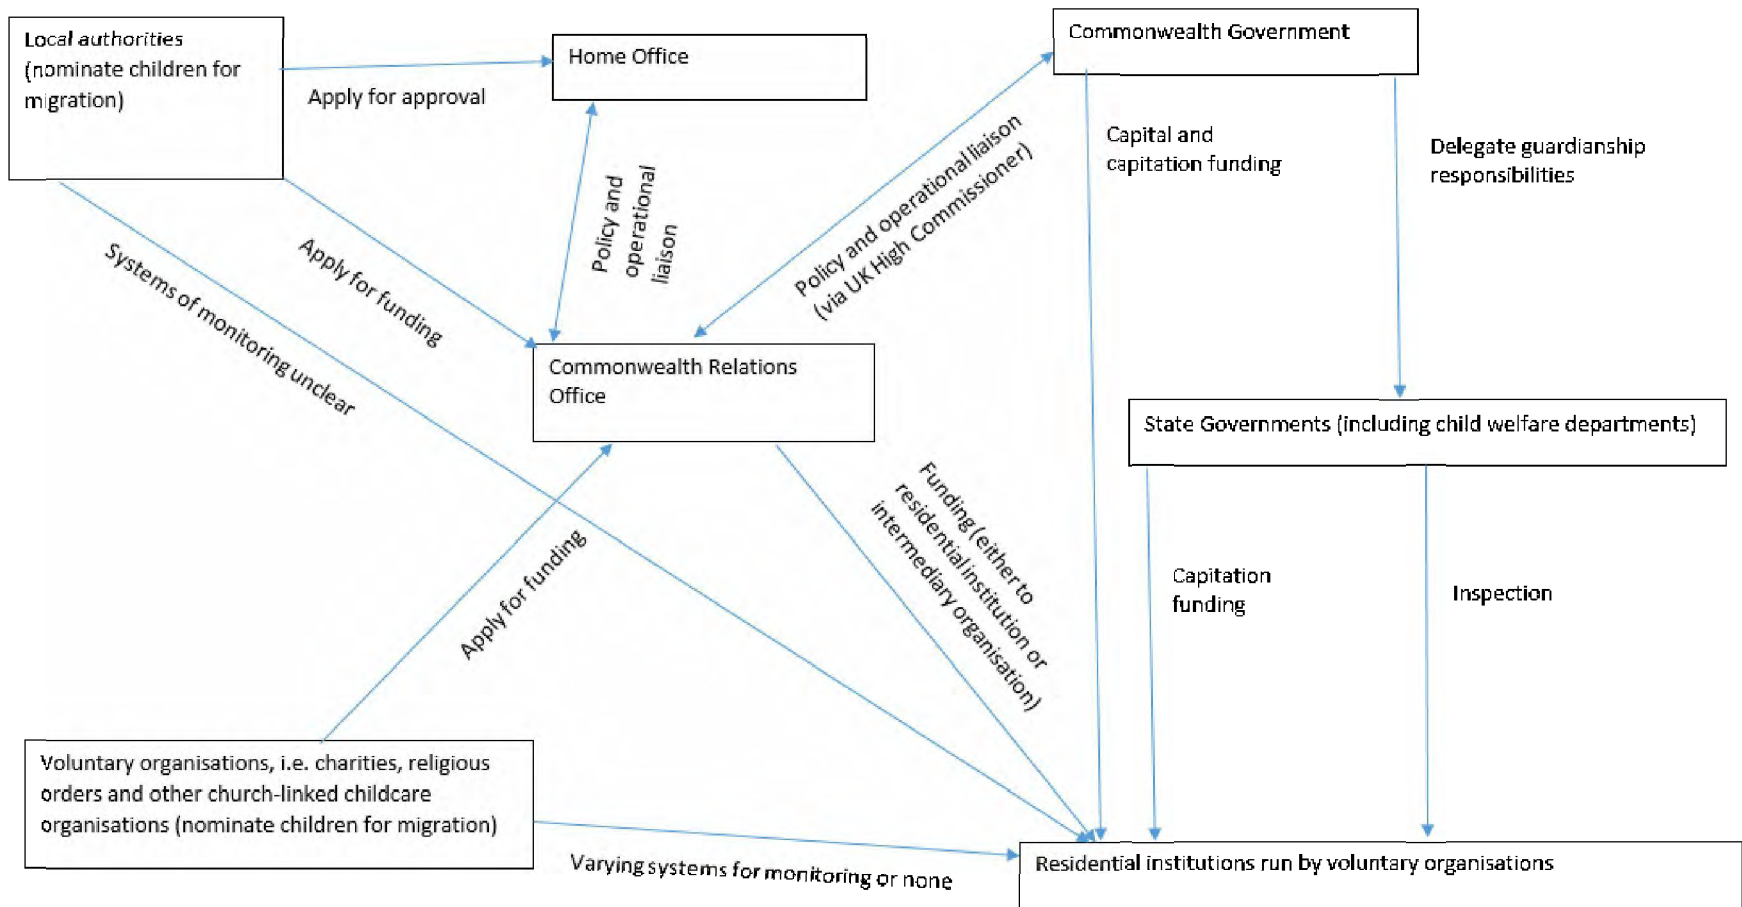 Local authorities
(nominate children for
migration)
Home Office
Commonwealth Government
Apply for approval
Capital and
capitation funding
Delegate guardianship
responsibilities
Policy and
operational
liaison
Policy and operational liaison
(via UK High Commissioner)
Apply for funding
Systems of monitoring unclear
Commonwealth Relations
Office
State Governments (including child welfare departments)
Funding (either to
residential institution or
intermediary organisation)
Apply for funding
Capitation
funding
Inspection
Voluntary organisations, i.e. charities, religious
orders and other church-linked childcare
organisations (nominate children for migration)
Varying systems for monitoring or none
Residential institutions run by voluntary organisations